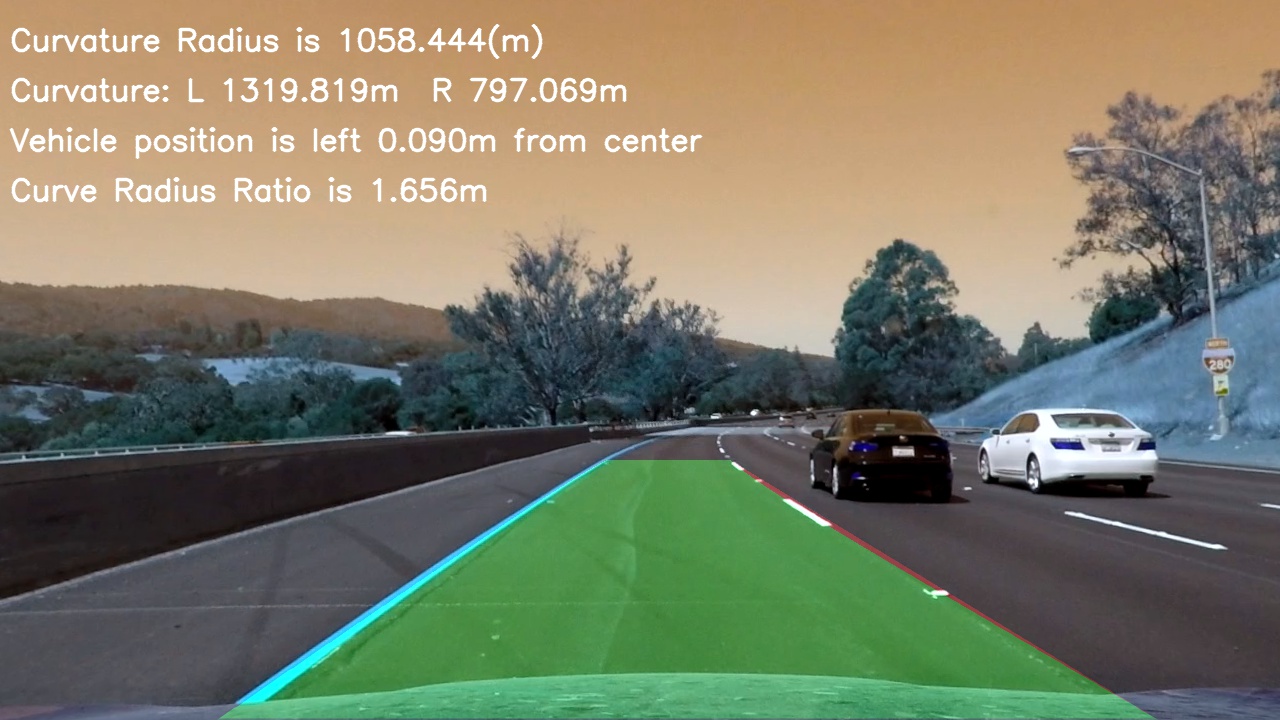 Curvature Radius is 1058.444(m)
Curvature: L 1319.819m R 797.069m
Vehicle position is left 0.090m from center
Curve Radius Ratio is 1.656m
NORTH
280